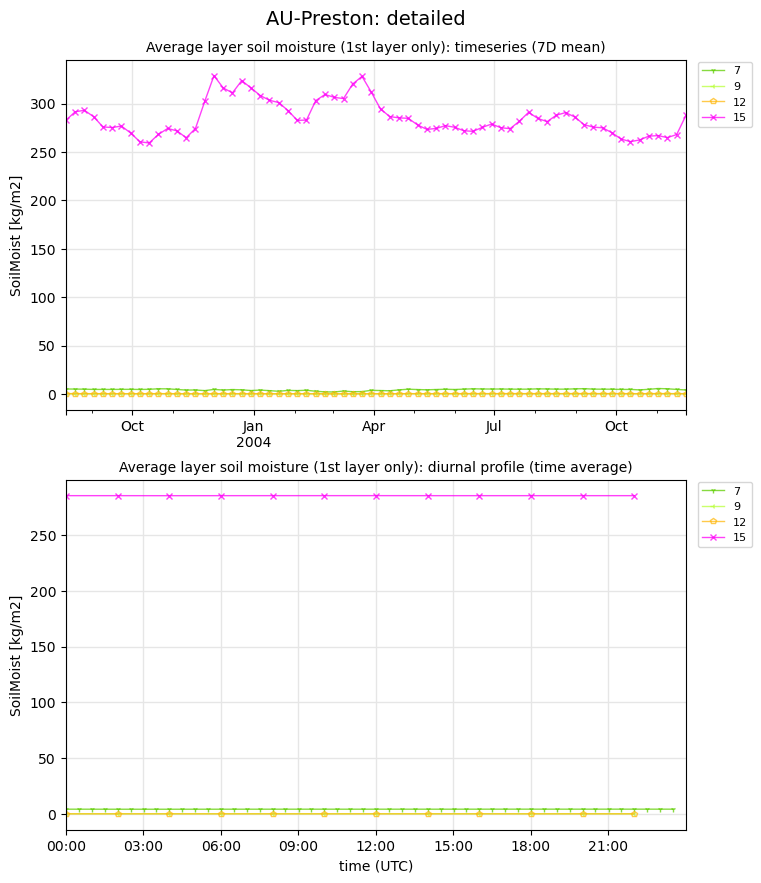 AU-Preston: detailed
Average layer soil moisture (1st layer only): timeseries (7D mean)
SoilMoist [kg/m2]
300
250
200
150
100
50
0
Oct
Jan
2004
Apr
Jul
Oct
7
9
12
15
Average layer soil moisture (1st layer only): diurnal profile (time average)
SoilMoist [kg/m2]
250
200
150
100
50
0
00:00
03:00
06:00
09:00
12:00
15:00
18:00
21:00
time (UTC)
7
9
12
15